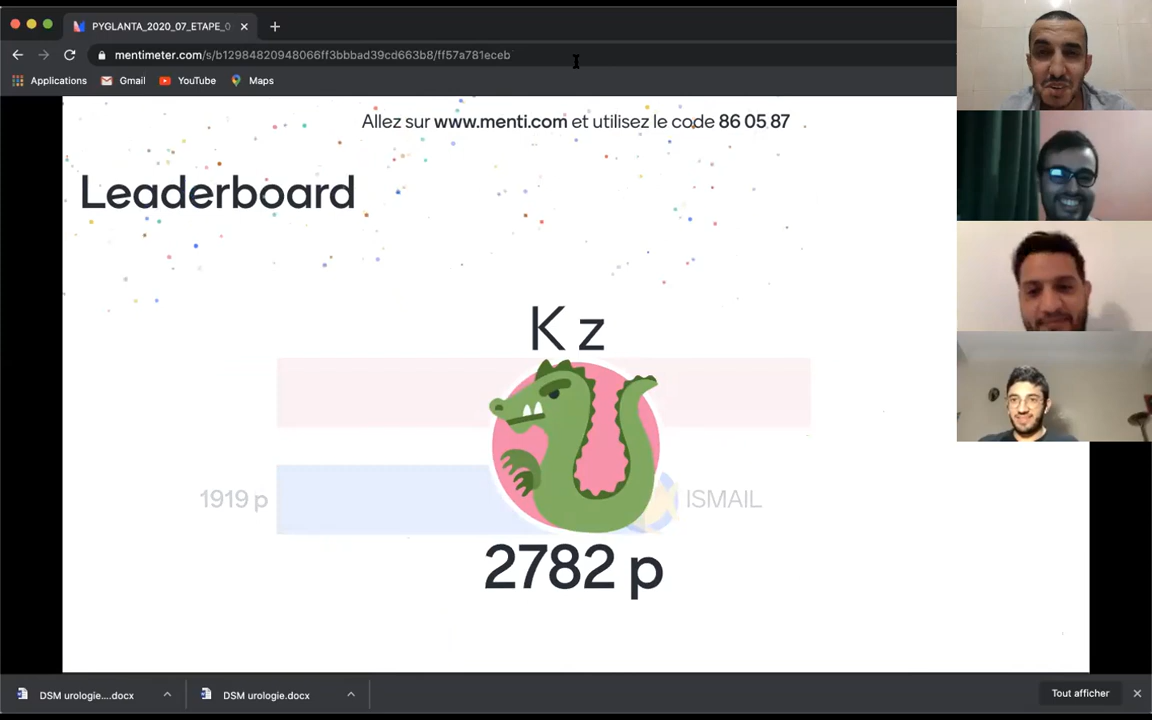 PYGLANTA_2020_07_ETAPE_0
mentimeter.com/s/b12984820948066ff3bbbad39cd663b8/ff57a781eceb
Applications Gmail YouTube Maps
Allez sur www.menti.com et utilisez le code 86 05 87
Leaderboard
K z
1919 p ISMAIL
2782 p
DSM urologie....docx DSM urologie.docx Tout afficher